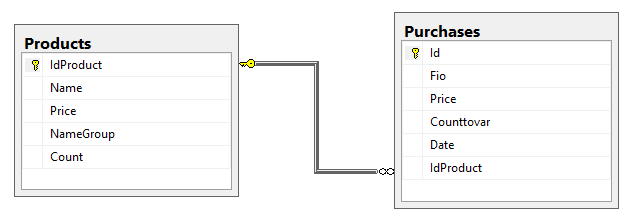 Products
IdProduct
Name
Price
NameGroup
Count
Purchases
Id
Fio
Price
Counttovar
Date
IdProduct